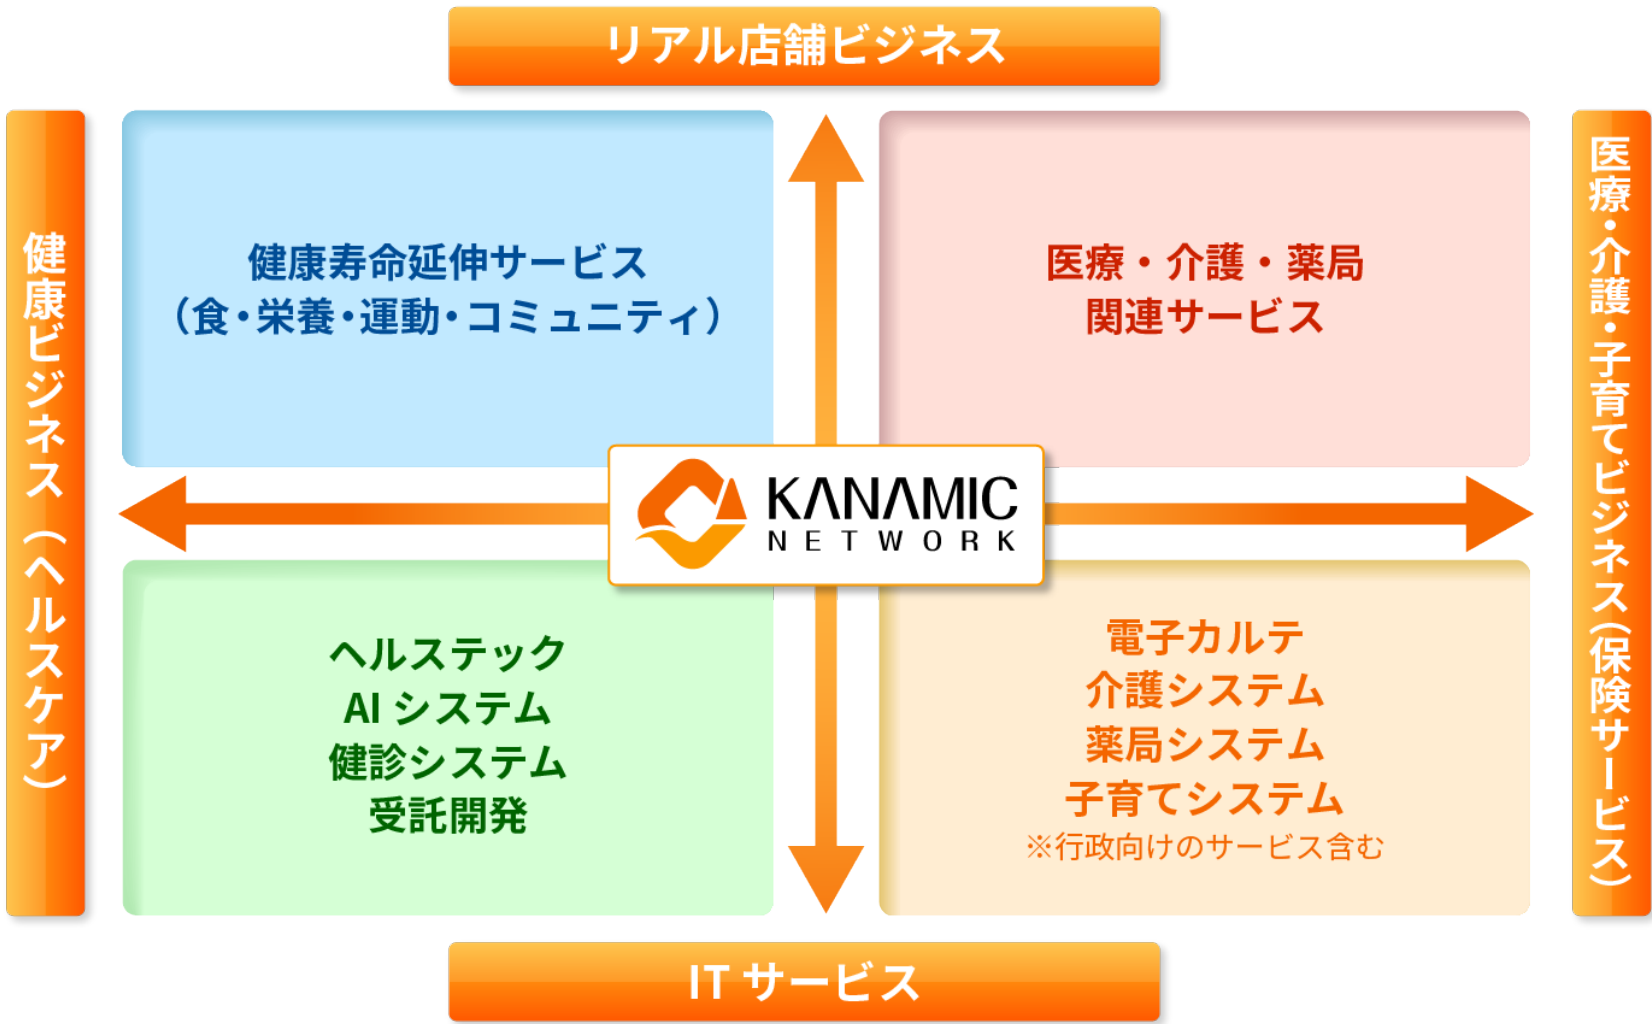 リアル店舗ビジネス
健康ビジネス（ヘルスケア）
健康寿命延伸サービス
（食・栄養・運動・コミュニティ）
医療・介護・薬局
関連サービス
医療・介護・子育てビジネス（保険サービス）
KANAMIC
NETWORK
ヘルステック
AI システム
健診システム
受託開発
電子カルテ
介護システム
薬局システム
子育てシステム
※行政向けのサービス含む
IT サービス